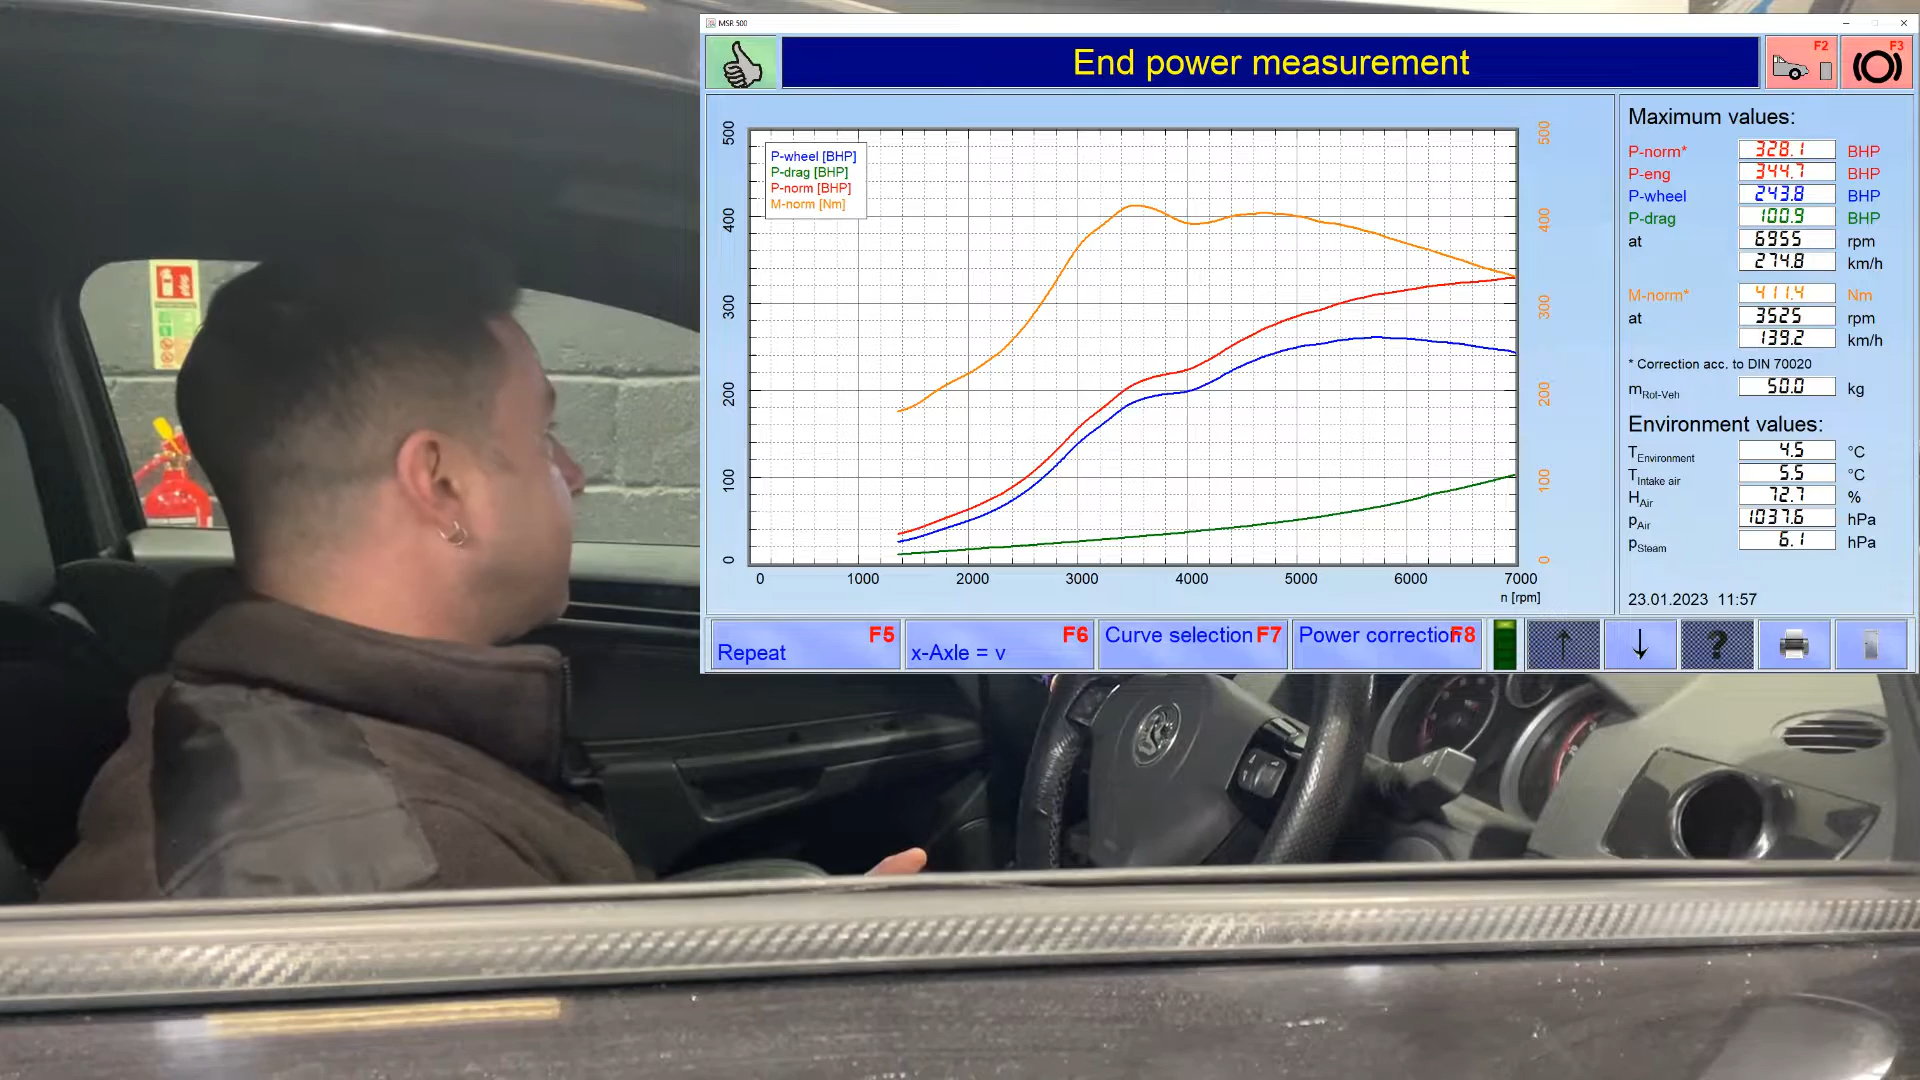 MSR 500
End power measurement
F2
F3
500
400
300
200
100
0
P-wheel [BHP]
P-drag [BHP]
P-norm [BHP]
M-norm [Nm]
500
400
300
200
100
0
0 1000 2000 3000 4000 5000 6000 7000
n [rpm]
Maximum values:
P-norm* 328.1 BHP
P-eng 344.7 BHP
P-wheel 243.8 BHP
P-drag 100.9 BHP
at 6955 rpm
274.8 km/h
M-norm* 411.4 Nm
at 3525 rpm
139.2 km/h
* Correction acc. to DIN 70020
mRot-Veh 50.0 kg
Environment values:
TEnvironment 4.5 °C
TIntake air 5.5 °C
HAir 72.7 %
pAir 1037.6 hPa
pSteam 6.1 hPa
23.01.2023 11:57
Repeat F5
x-Axle = v F6
Curve selection F7
Power correction F8
?